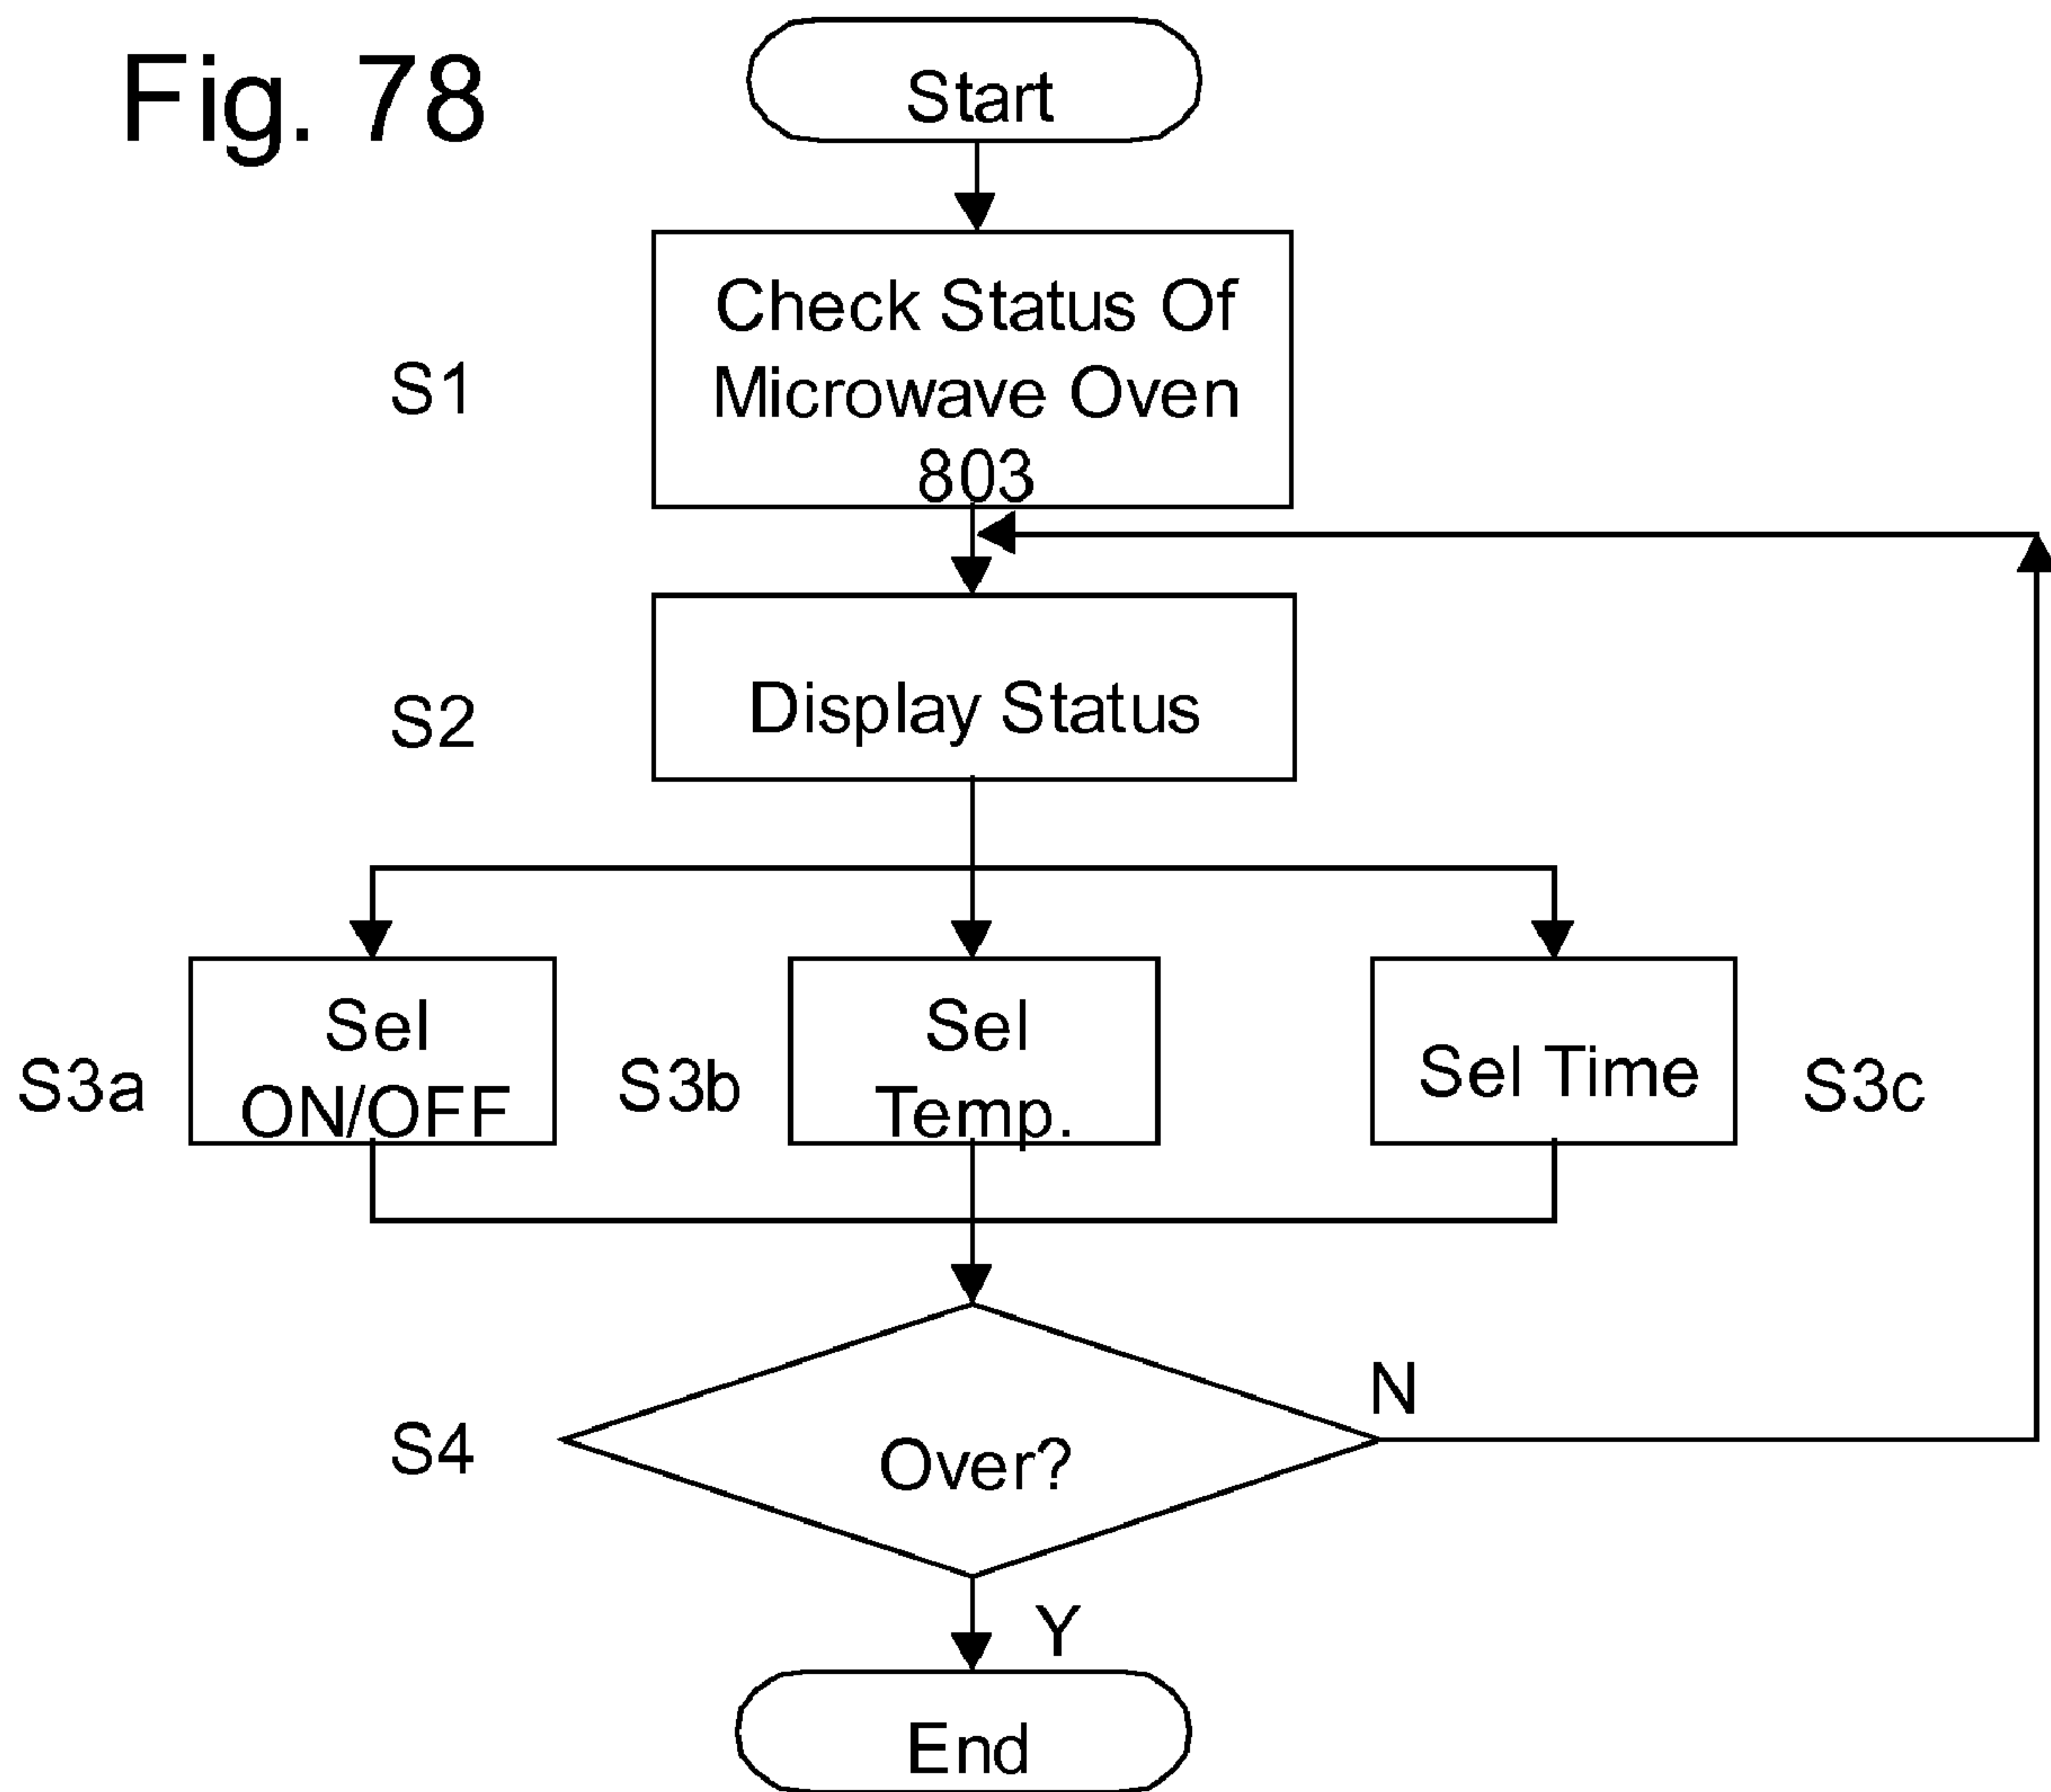 Fig. 78
Start
S1
Check Status Of
Microwave Oven
803
S2
Display Status
S3a
Sel
ON/OFF
S3b
Sel
Temp.
Sel Time
S3c
S4
Over?
N
Y
End